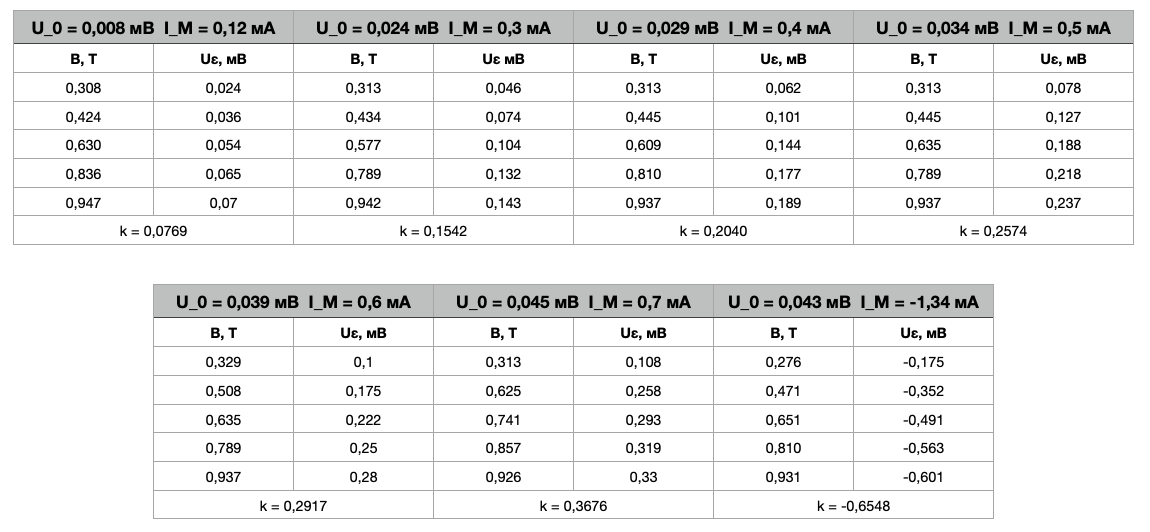 U_0 = 0,008 мВ I_M = 0,12 мА U_0 = 0,024 мВ I_M = 0,3 мА U_0 = 0,029 мВ I_M = 0,4 мА U_0 = 0,034 мВ I_M = 0,5 мА
B, T Uε, мВ B, T Uε мВ B, T Uε, мВ B, T Uε, мВ
0,308 0,024 0,313 0,046 0,313 0,062 0,313 0,078
0,424 0,036 0,434 0,074 0,445 0,101 0,445 0,127
0,630 0,054 0,577 0,104 0,609 0,144 0,635 0,188
0,836 0,065 0,789 0,132 0,810 0,177 0,789 0,218
0,947 0,07 0,942 0,143 0,937 0,189 0,937 0,237
k = 0,0769 k = 0,1542 k = 0,2040 k = 0,2574
U_0 = 0,039 мВ I_M = 0,6 мА U_0 = 0,045 мВ I_M = 0,7 мА U_0 = 0,043 мВ I_M = -1,34 мА
B, T Uε, мВ B, T Uε, мВ B, T Uε, мВ
0,329 0,1 0,313 0,108 0,276 -0,175
0,508 0,175 0,625 0,258 0,471 -0,352
0,635 0,222 0,741 0,293 0,651 -0,491
0,789 0,25 0,857 0,319 0,810 -0,563
0,937 0,28 0,926 0,33 0,931 -0,601
k = 0,2917 k = 0,3676 k = -0,6548